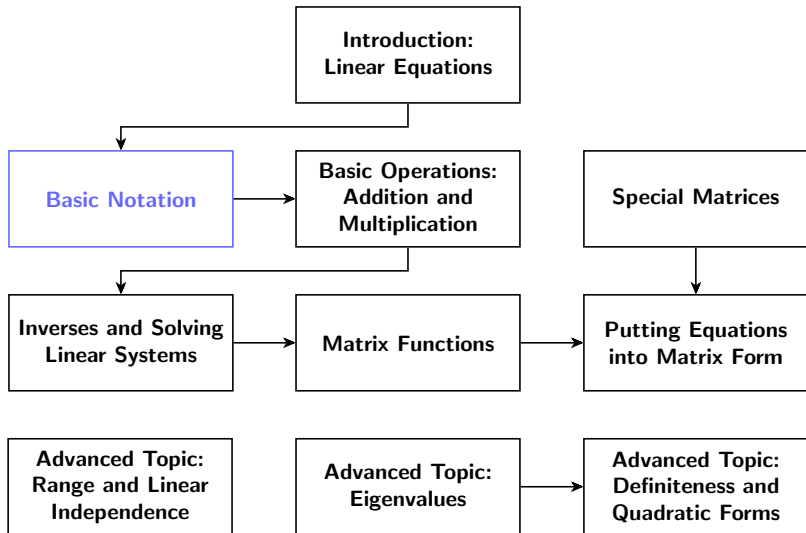 Introduction:
Linear Equations
Basic Notation
Basic Operations:
Addition and
Multiplication
Special Matrices
Inverses and Solving
Linear Systems
Matrix Functions
Putting Equations
into Matrix Form
Advanced Topic:
Range and Linear
Independence
Advanced Topic:
Eigenvalues
Advanced Topic:
Definiteness and
Quadratic Forms